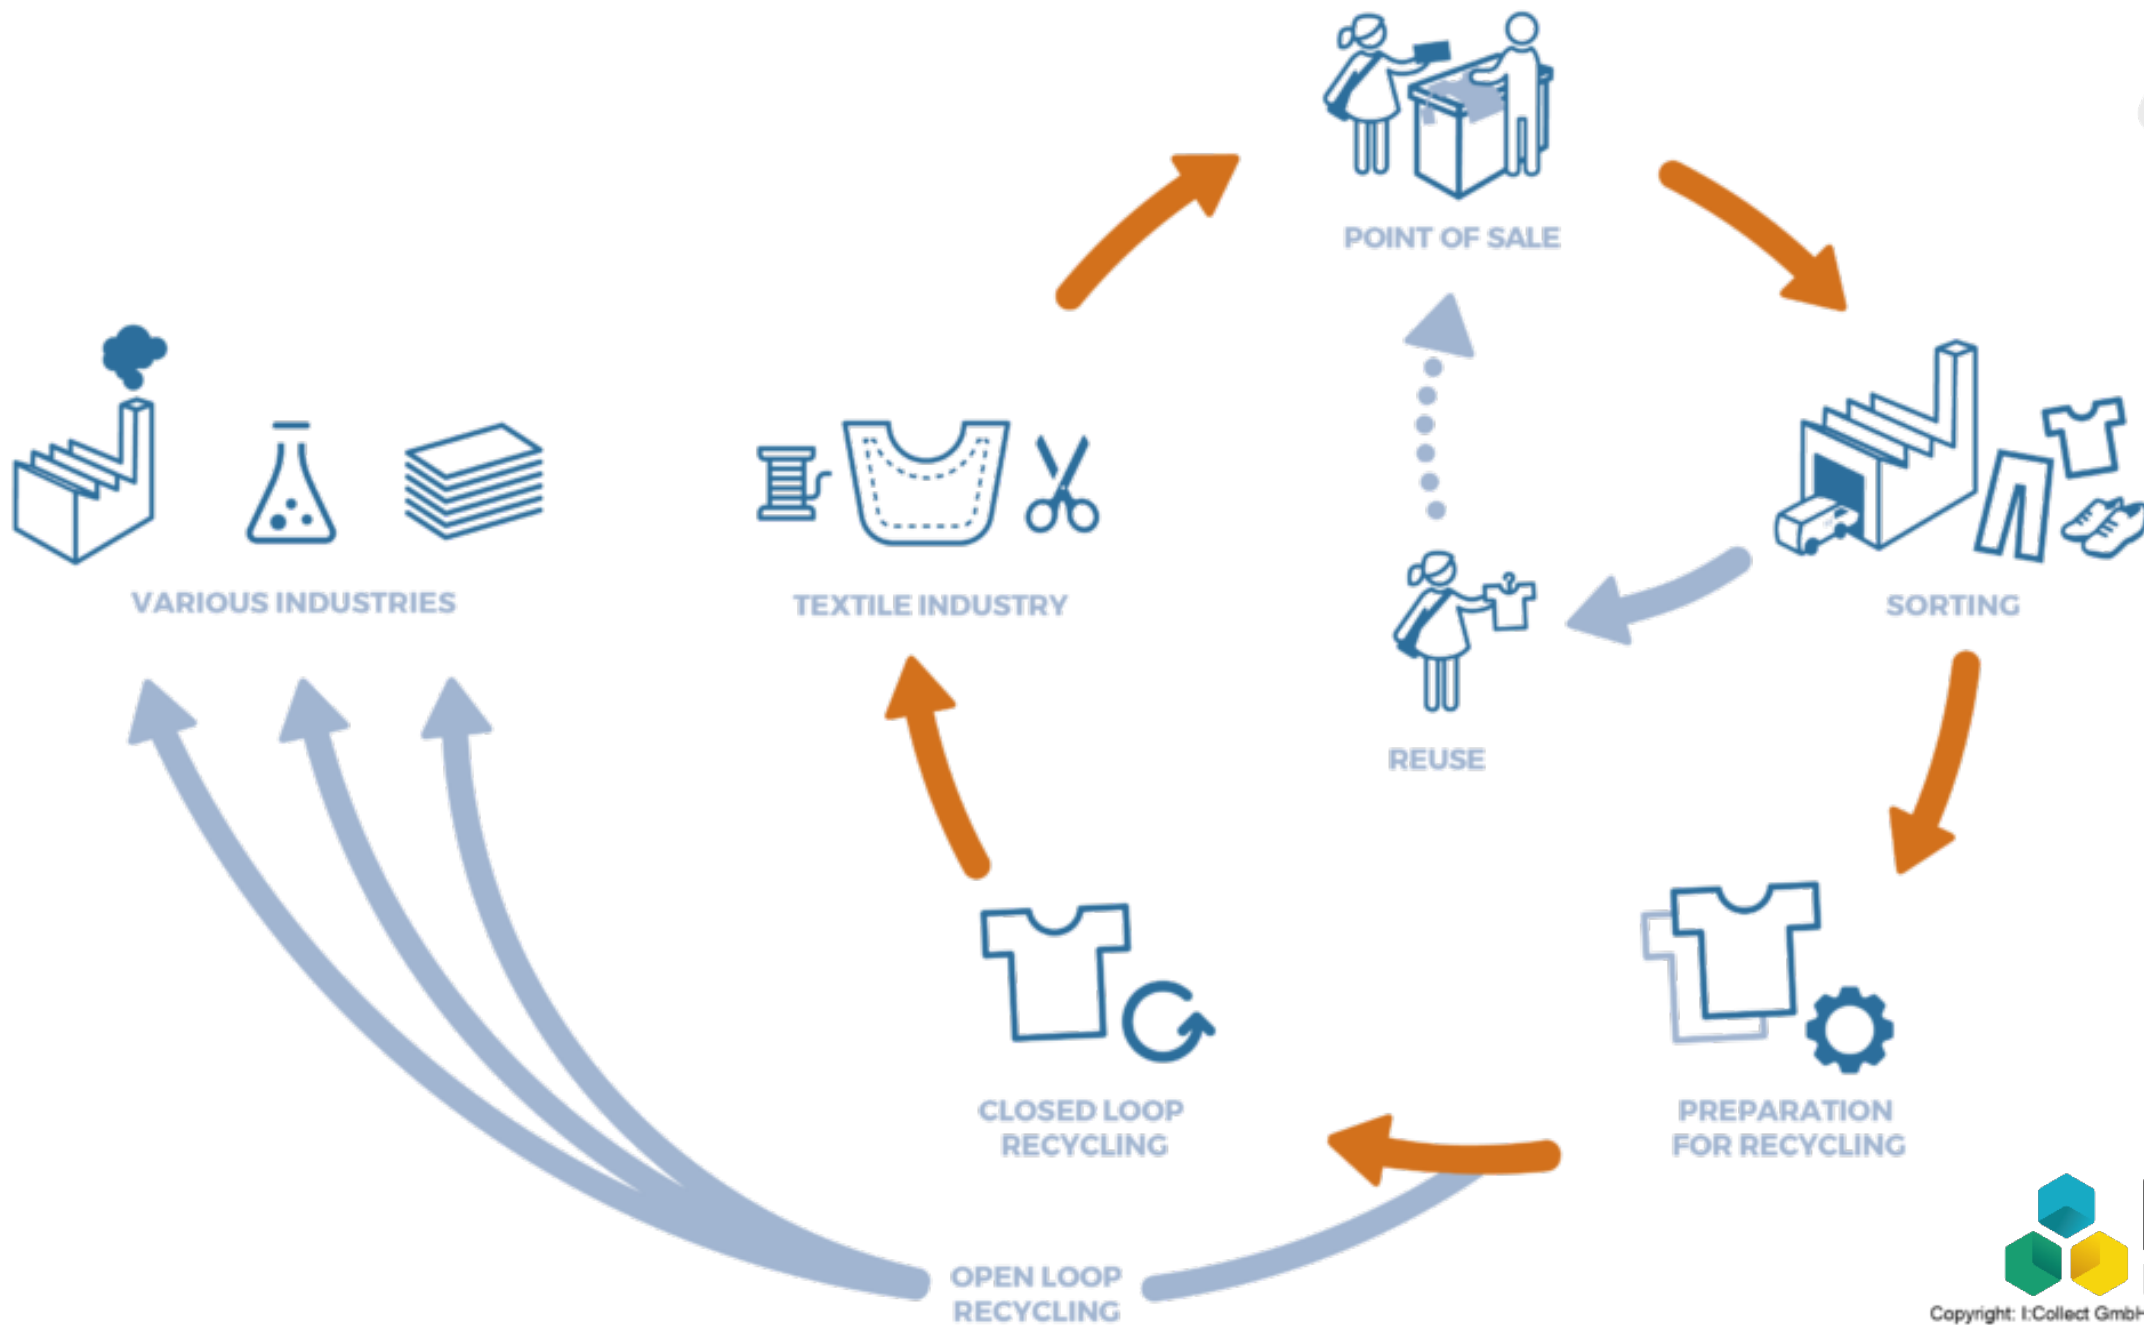 POINT OF SALE
VARIOUS INDUSTRIES
TEXTILE INDUSTRY
SORTING
REUSE
CLOSED LOOP
RECYCLING
PREPARATION
FOR RECYCLING
OPEN LOOP
RECYCLING
Copyright: I:Collect GmbH